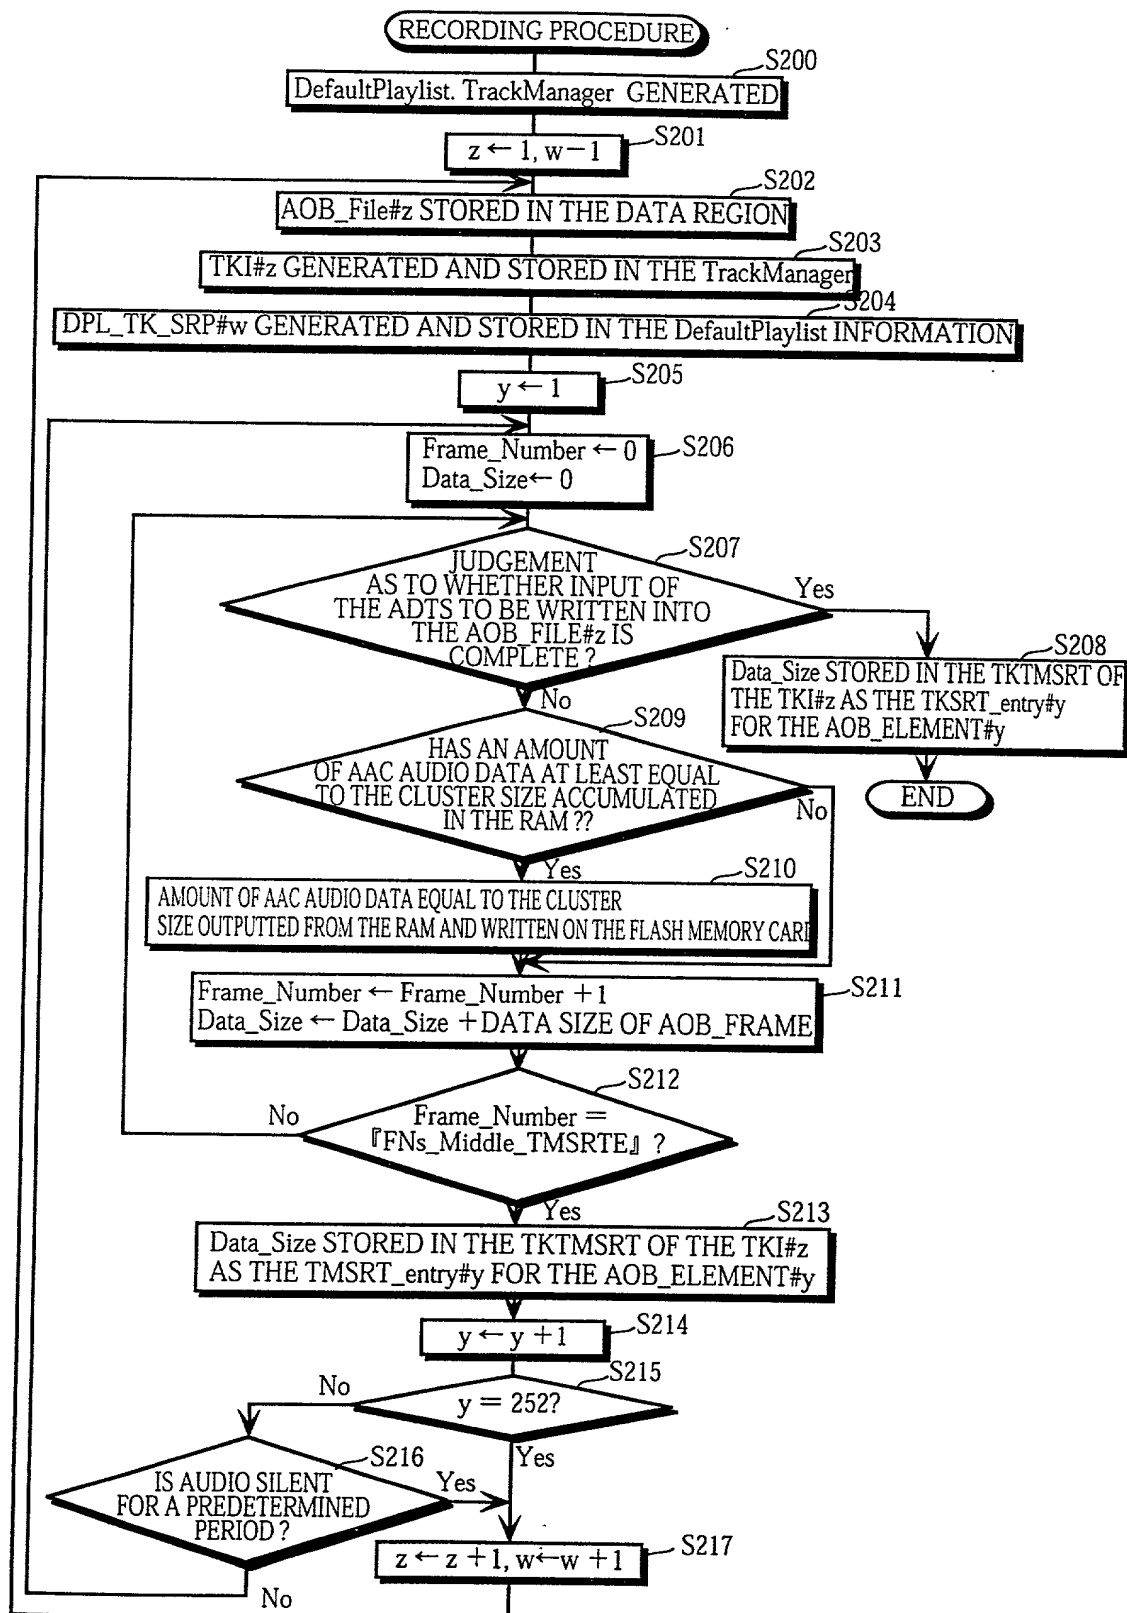 RECORDING PROCEDURE
S200
DefaultPlaylist. TrackManager GENERATED
S201
z ← 1, w－1
S202
AOB_File#z STORED IN THE DATA REGION
S203
TKI#z GENERATED AND STORED IN THE TrackManager
S204
DPL_TK_SRP#w GENERATED AND STORED IN THE DefaultPlaylist INFORMATION
S205
y ← 1
S206
Frame_Number ← 0
Data_Size← 0
S207
JUDGEMENT
AS TO WHETHER INPUT OF
THE ADTS TO BE WRITTEN INTO
THE AOB_FILE#z IS
COMPLETE ?
Yes
No
S208
Data_Size STORED IN THE TKTMSRT OF
THE TKI#z AS THE TKSRT_entry#y
FOR THE AOB_ELEMENT#y
END
S209
HAS AN AMOUNT
OF AAC AUDIO DATA AT LEAST EQUAL
TO THE CLUSTER SIZE ACCUMULATED
IN THE RAM ??
No
Yes
S210
AMOUNT OF AAC AUDIO DATA EQUAL TO THE CLUSTER
SIZE OUTPUTTED FROM THE RAM AND WRITTEN ON THE FLASH MEMORY CARD
S211
Frame_Number ← Frame_Number +1
Data_Size ← Data_Size +DATA SIZE OF AOB_FRAME
S212
No
Frame_Number =
『FNs_Middle_TMSRTE』 ?
Yes
S213
Data_Size STORED IN THE TKTMSRT OF THE TKI#z
AS THE TMSRT_entry#y FOR THE AOB_ELEMENT#y
S214
y ← y +1
S215
No
y = 252?
Yes
S216
IS AUDIO SILENT
FOR A PREDETERMINED
PERIOD ?
Yes
No
S217
z ← z +1, w←w +1